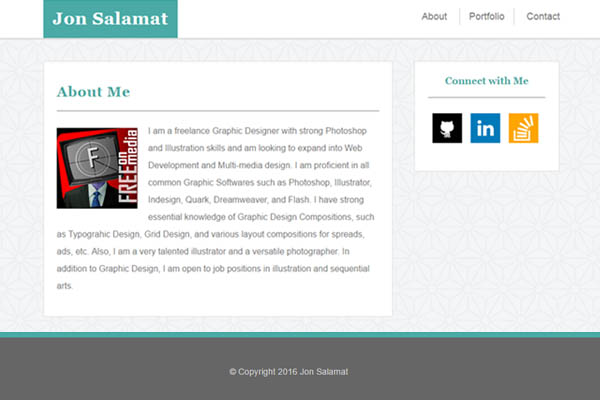 Jon Salamat
About
Portfolio
Contact
About Me
FREE on media
F
I am a freelance Graphic Designer with strong Photoshop
and Illustration skills and am looking to expand into Web
Development and Multi-media design. I am proficient in all
common Graphic Softwares such as Photoshop, Illustrator,
Indesign, Quark, Dreamweaver, and Flash. I have strong
essential knowledge of Graphic Design Compositions, such
as Typograhic Design, Grid Design, and various layout compositions for spreads,
ads, etc. Also, I am a very talented illustrator and a versatile photographer. In
addition to Graphic Design, I am open to job positions in illustration and sequential
arts.
Connect with Me
in
© Copyright 2016 Jon Salamat